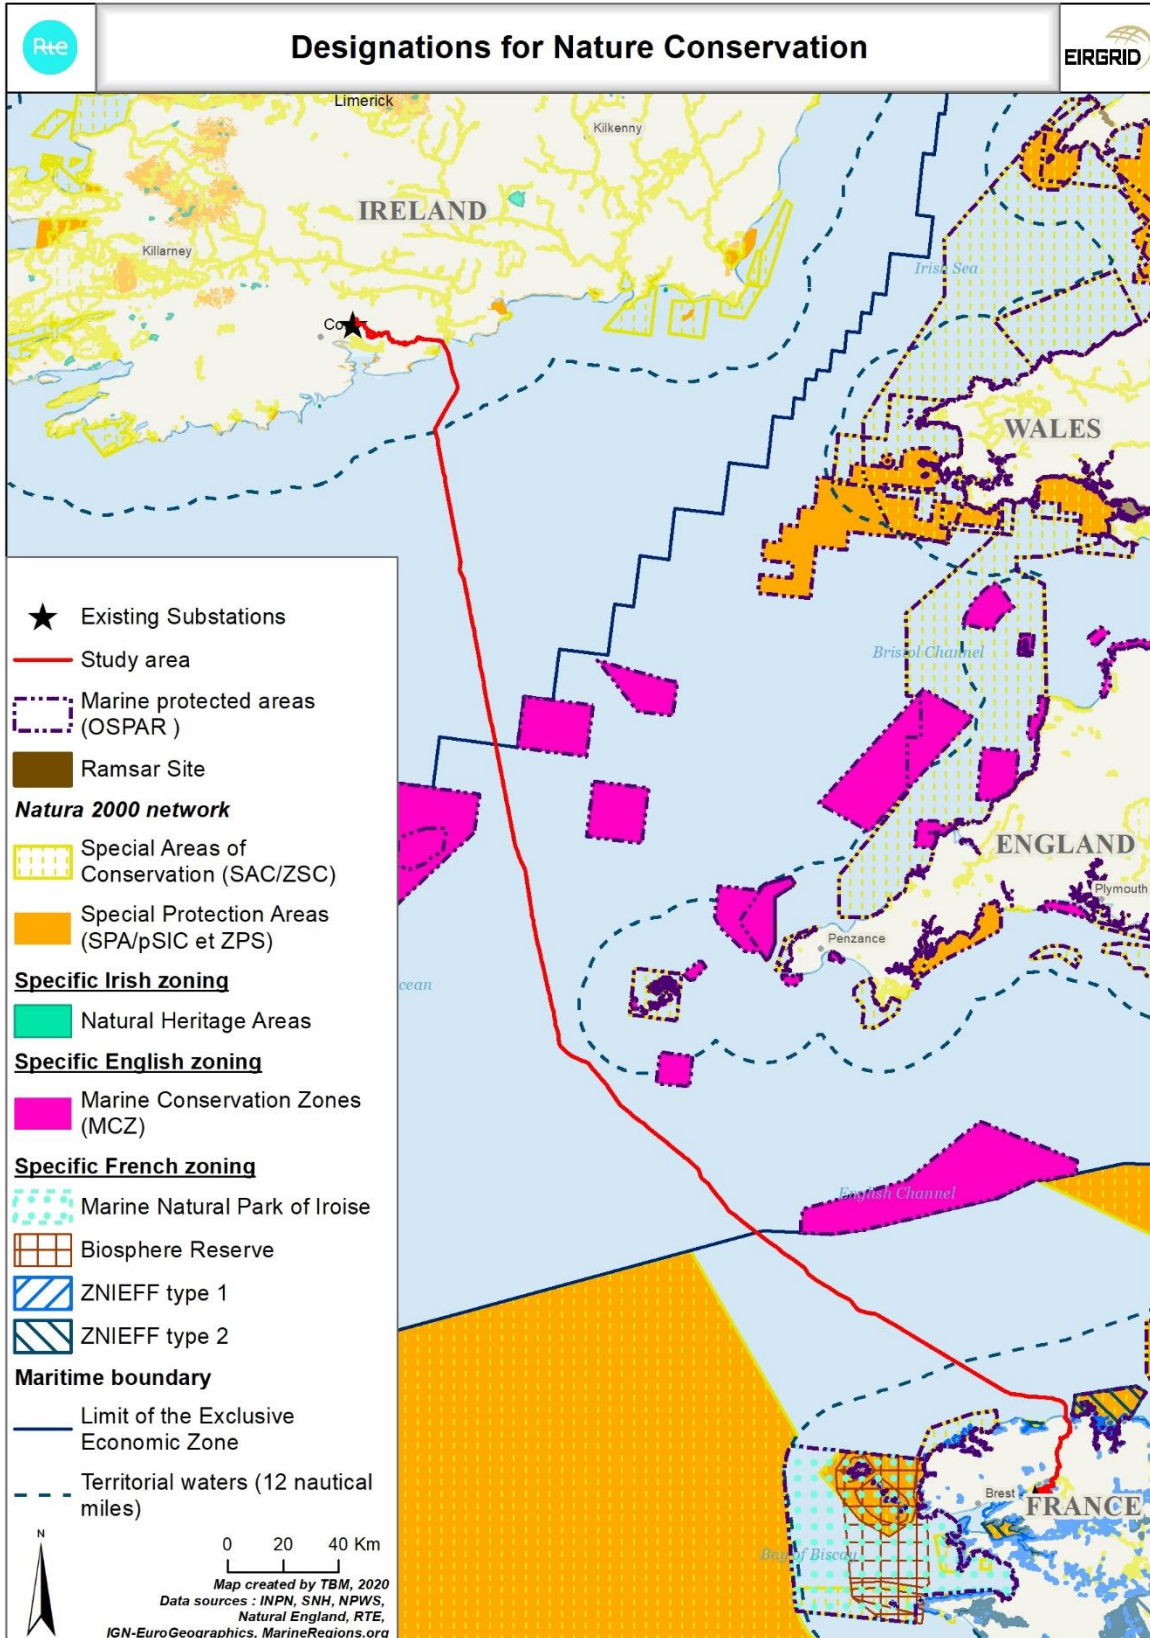 Rte
Designations for Nature Conservation
EIRGRID
Limerick
Kilkenny
IRELAND
Killarney
Irish Sea
WALES
Bristol Channel
ENGLAND
Plymouth
Penzance
cean
English Channel
Brest
FRANCE
Existing Substations
Study area
Marine protected areas
(OSPAR )
Ramsar Site
Natura 2000 network
Special Areas of
Conservation (SAC/ZSC)
Special Protection Areas
(SPA/pSIC et ZPS)
Specific Irish zoning
Natural Heritage Areas
Specific English zoning
Marine Conservation Zones
(MCZ)
Specific French zoning
Marine Natural Park of Iroise
Biosphere Reserve
ZNIEFF type 1
ZNIEFF type 2
Maritime boundary
Limit of the Exclusive
Economic Zone
Territorial waters (12 nautical
miles)
N
0 20 40 Km
Map created by TBM, 2020
Data sources : INPN, SNH, NPWS,
Natural England, RTE,
IGN-EuroGeographics, MarineRegions.org
Bay of Biscay